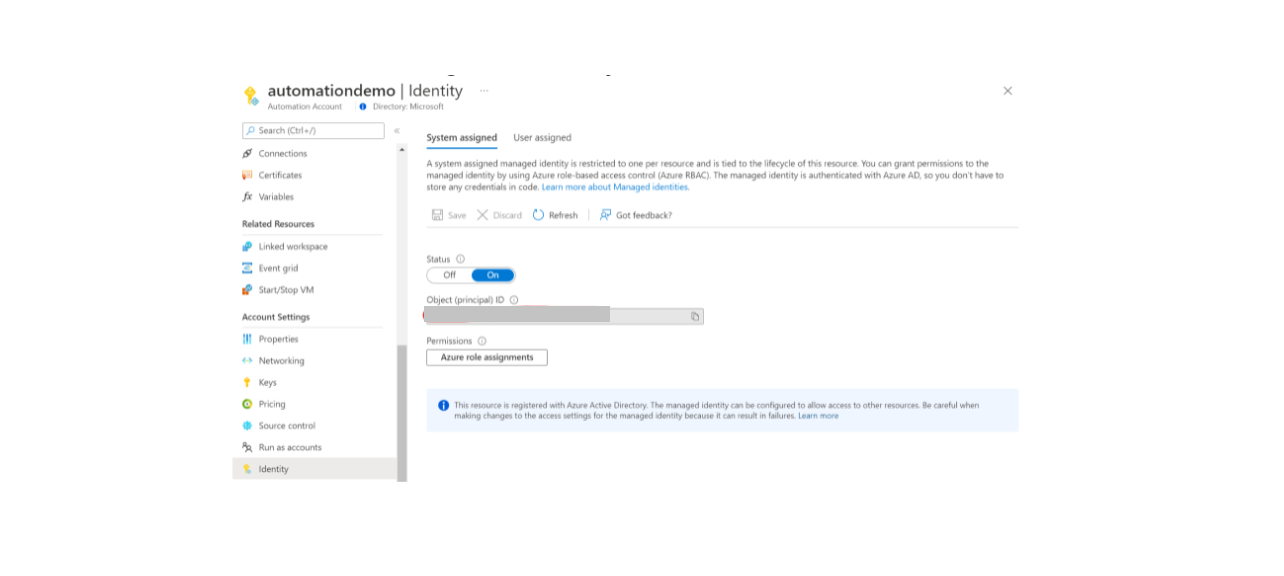 automationdemo | Identity ...
Automation Account Directory: Microsoft
Search (Ctrl+/)
«
Connections
Certificates
fx Variables
Related Resources
Linked workspace
Event grid
Start/Stop VM
Account Settings
Properties
Networking
Keys
Pricing
Source control
Run as accounts
Identity
System assigned User assigned
A system assigned managed identity is restricted to one per resource and is tied to the lifecycle of this resource. You can grant permissions to the
managed identity by using Azure role-based access control (Azure RBAC). The managed identity is authenticated with Azure AD, so you don't have to
store any credentials in code. Learn more about Managed identities.
Save Discard Refresh Got feedback?
Status
Off On
Object (principal) ID
Permissions
Azure role assignments
This resource is registered with Azure Active Directory. The managed identity can be configured to allow access to other resources. Be careful when
making changes to the access settings for the managed identity because it can result in failures. Learn more